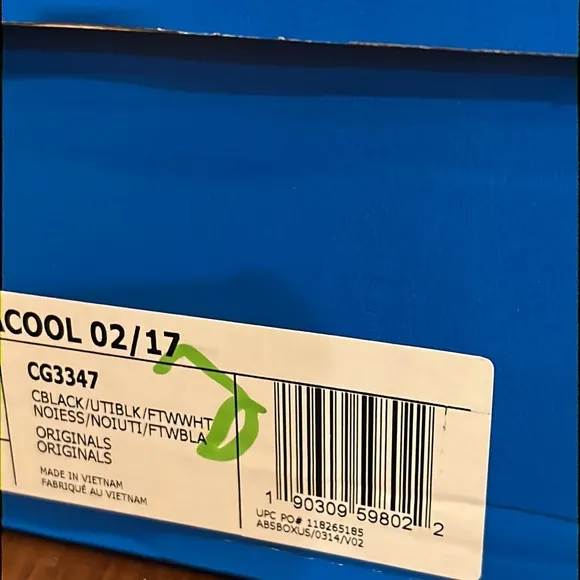 ACOOL 02/17
CG3347
CBLACK/UTIBLK/FTWWHT
NOIESS/NOIUTI/FTWBLA
ORIGINALS
ORIGINALS
MADE IN VIETNAM
FABRIQUÉ AU VIETNAM
1 90309 59802 2
UPC PO# 118265185
ABSBOXUS/0314/V02